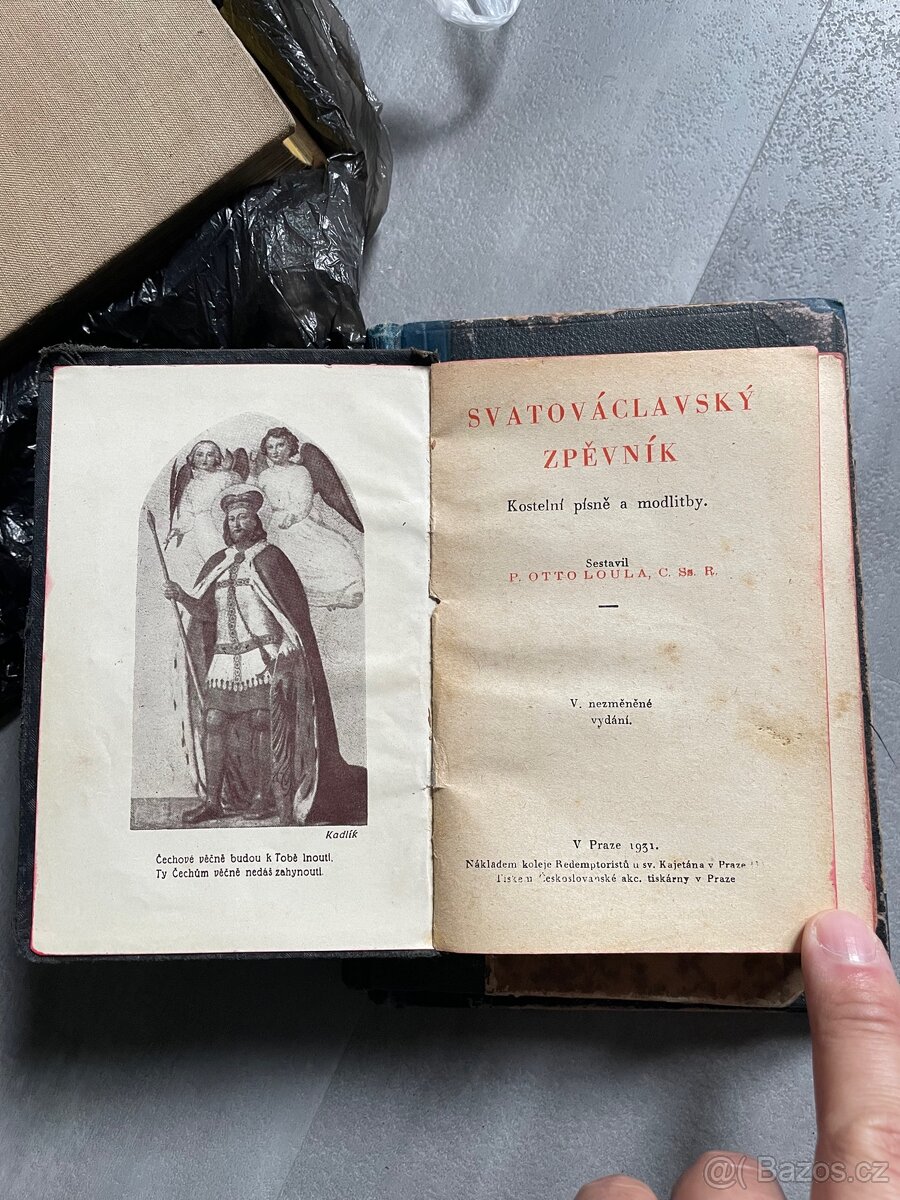 Kadlík
Čechové věčně budou k Tobě lnouti,
Ty Čechům věčně nedáš zahynouti.
SVATOVÁCLAVSKÝ
ZPĚVNÍK
Kostelní písně a modlitby.
Sestavil
P. OTTO LOULA, C. Ss. R.
V. nezměněné
vydání.
V Praze 1931.
Nákladem koleje Redemptoristů u sv. Kajetána v Praze
Tiskem Československé akc. tiskárny v Praze
@ Bazoš.cz